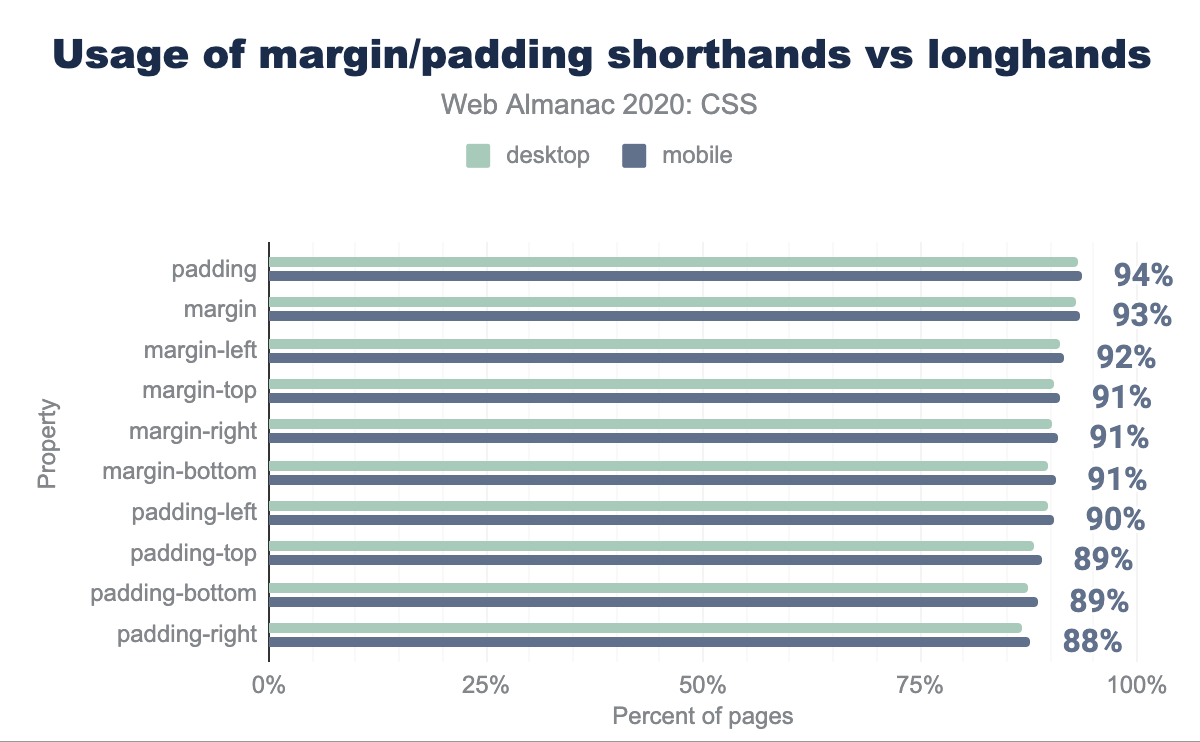 Usage of margin/padding shorthands vs longhands
Web Almanac 2020: CSS
desktop mobile
padding 94%
margin 93%
margin-left 92%
margin-top 91%
margin-right 91%
margin-bottom 91%
padding-left 90%
padding-top 89%
padding-bottom 89%
padding-right 88%
Property
0% 25% 50% 75% 100%
Percent of pages